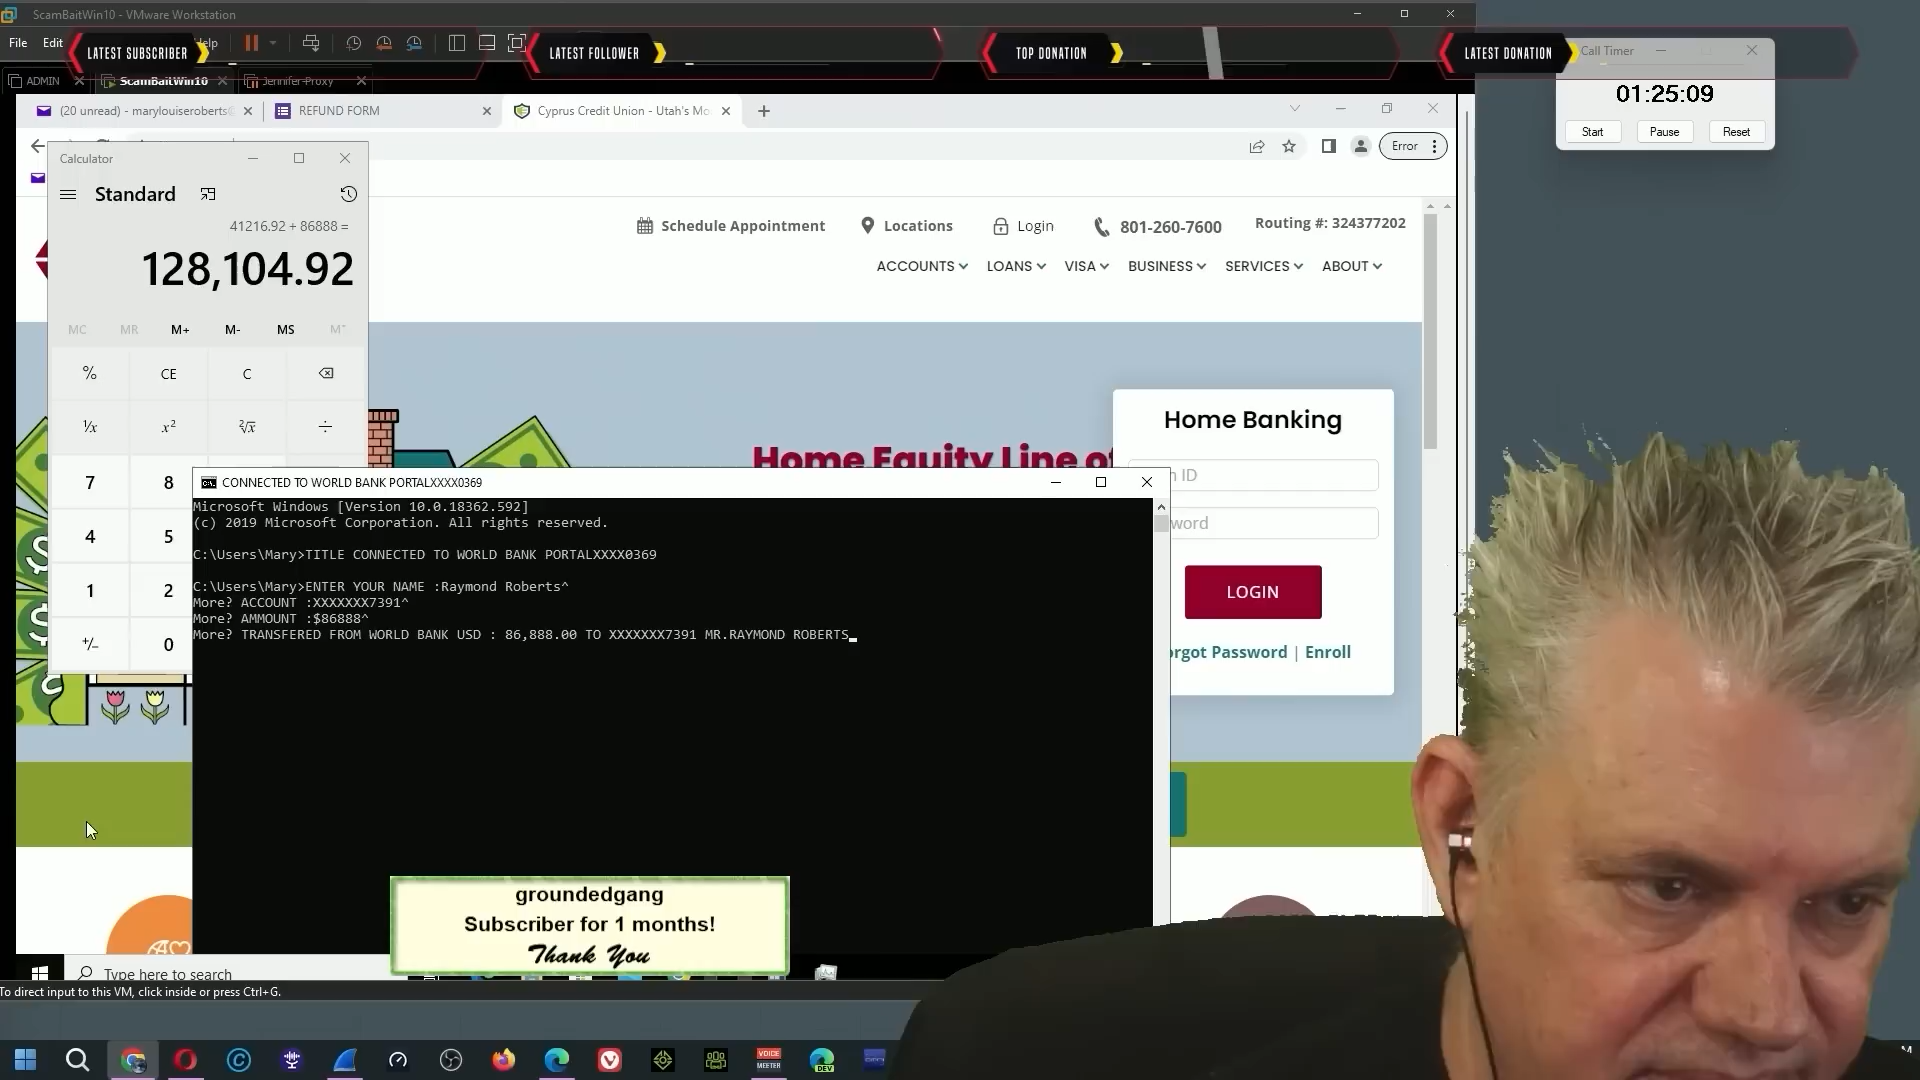 ScamBaitWin10 - VMware Workstation
File
Edit
LATEST SUBSCRIBER
LATEST FOLLOWER
TOP DONATION
LATEST DONATION
Call Timer
01:25:09
Start
Pause
Reset
ADMIN
ScamBaitWin10
Jennifer-Proxy
(20 unread) - marylouiseroberts
REFUND FORM
Cyprus Credit Union - Utah's Mo
Error
Calculator
Standard
41216.92 + 86888 =
128,104.92
MC
MR
M+
M-
MS
%
CE
C
7
8
4
5
1
2
+/-
0
Schedule Appointment
Locations
Login
801-260-7600
Routing #: 324377202
ACCOUNTS
LOANS
VISA
BUSINESS
SERVICES
ABOUT
Home Equity Line of
Home Banking
ID
LOGIN
Forgot Password | Enroll
CONNECTED TO WORLD BANK PORTALXXXX0369
Microsoft Windows [Version 10.0.18362.592]
(c) 2019 Microsoft Corporation. All rights reserved.
C:\Users\Mary>TITLE CONNECTED TO WORLD BANK PORTALXXXX0369
C:\Users\Mary>ENTER YOUR NAME :Raymond Roberts^
More? ACCOUNT :XXXXXXX7391^
More? AMMOUNT :$86888^
More? TRANSFERED FROM WORLD BANK USD : 86,888.00 TO XXXXXXX7391 MR.RAYMOND ROBERTS
groundedgang
Subscriber for 1 months!
Thank You
Type here to search
To direct input to this VM, click inside or press Ctrl+G.
VOICE
MEETER
DEV